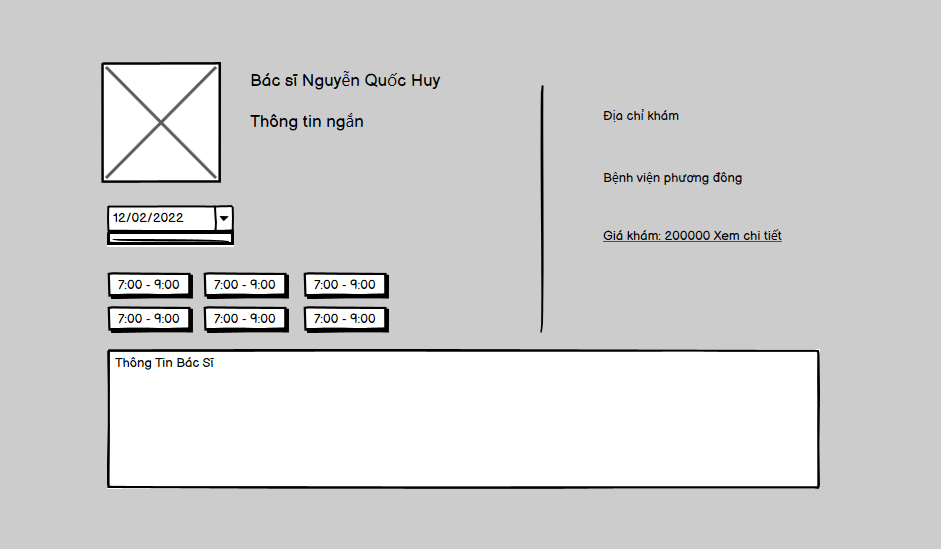 Bác sĩ Nguyễn Quốc Huy
Thông tin ngắn
12/02/2022
7:00 - 9:00 7:00 - 9:00 7:00 - 9:00
7:00 - 9:00 7:00 - 9:00 7:00 - 9:00
Địa chỉ khám
Bệnh viện phương đông
Giá khám: 200000 Xem chi tiết
Thông Tin Bác Sĩ